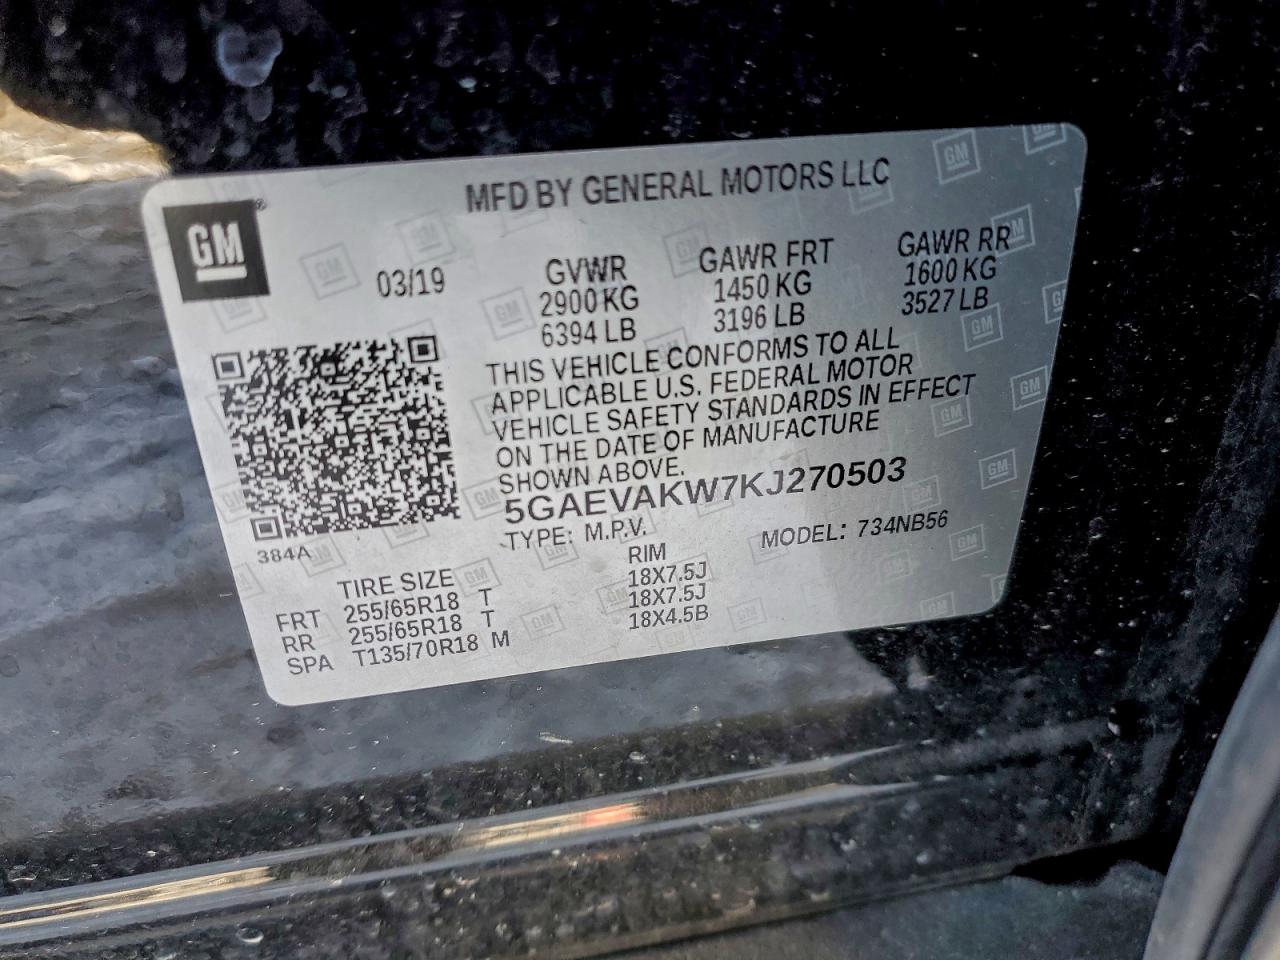 MFD BY GENERAL MOTORS LLC
GM
03/19
GVWR GAWR FRT GAWR RR
2900 KG 1450 KG 1600 KG
6394 LB 3196 LB 3527 LB
THIS VEHICLE CONFORMS TO ALL
APPLICABLE U.S. FEDERAL MOTOR
VEHICLE SAFETY STANDARDS IN EFFECT
ON THE DATE OF MANUFACTURE
SHOWN ABOVE.
5GAEVAKW7KJ270503
TYPE: M.P.V. MODEL: 734NB56
384A
TIRE SIZE RIM
FRT 255/65R18 T 18X7.5J
RR 255/65R18 T 18X7.5J
SPA T135/70R18 M 18X4.5B